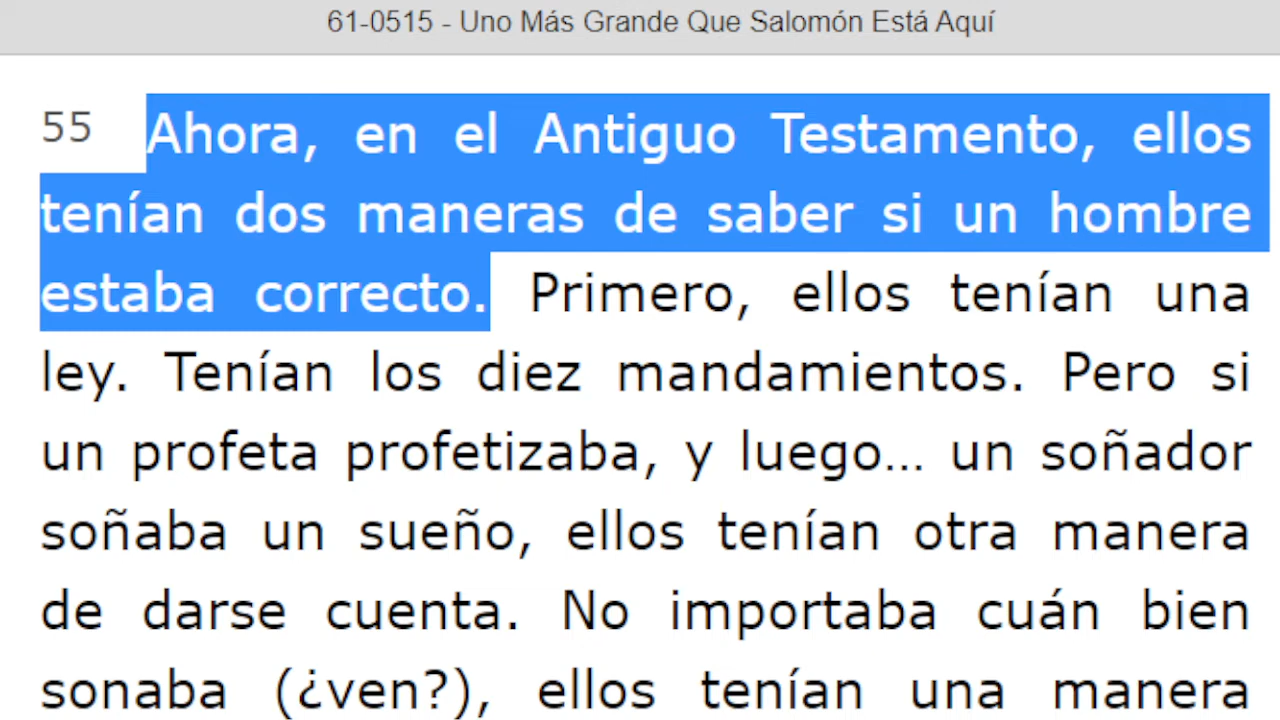 61-0515 - Uno Más Grande Que Salomón Está Aquí
55 Ahora, en el Antiguo Testamento, ellos
tenían dos maneras de saber si un hombre
estaba correcto. Primero, ellos tenían una
ley. Tenían los diez mandamientos. Pero si
un profeta profetizaba, y luego... un soñador
soñaba un sueño, ellos tenían otra manera
de darse cuenta. No importaba cuán bien
sonaba (¿ven?), ellos tenían una manera